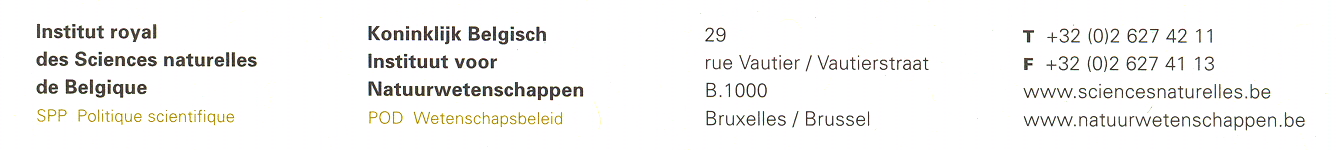 Institut royal
des Sciences naturelles
de Belgique
SPP Politique scientifique
Koninklijk Belgisch
Instituut voor
Natuurwetenschappen
POD Wetenschapsbeleid
29
rue Vautier / Vautierstraat
B.1000
Bruxelles / Brussel
T +32 (0)2 627 42 11
F +32 (0)2 627 41 13
www.sciencesnaturelles.be
www.natuurwetenschappen.be